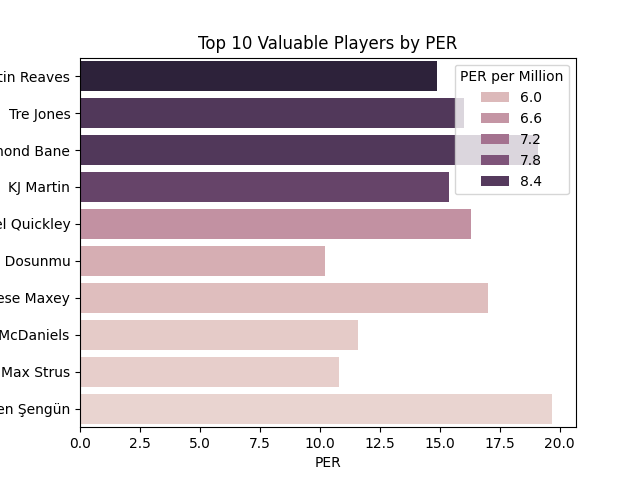 Top 10 Valuable Players by PER
tin Reaves
Tre Jones
mond Bane
KJ Martin
el Quickley
Dosunmu
ese Maxey
McDaniels
Max Strus
en Şengün
PER per Million
6.0
6.6
7.2
7.8
8.4
0.0 2.5 5.0 7.5 10.0 12.5 15.0 17.5 20.0
PER